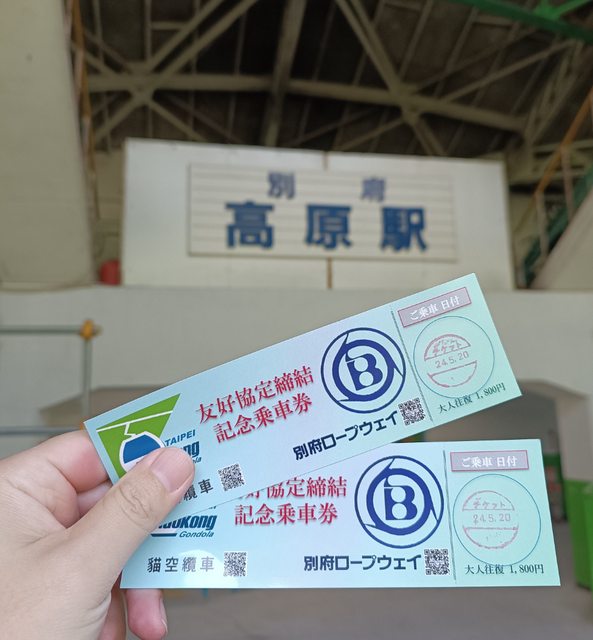 別府
高原駅
TAIPEI
ong
友好協定締結
記念乗車券
別府ロープウェイ
B
ご乗車日付
チケット
24.5.20
大人往復 1,800円
纜車
好協定締結
記念乗車券
okong
Gondola
貓空纜車
別府ロープウェイ
B
ご乗車日付
チケット
24.5.20
大人往復 1,800円